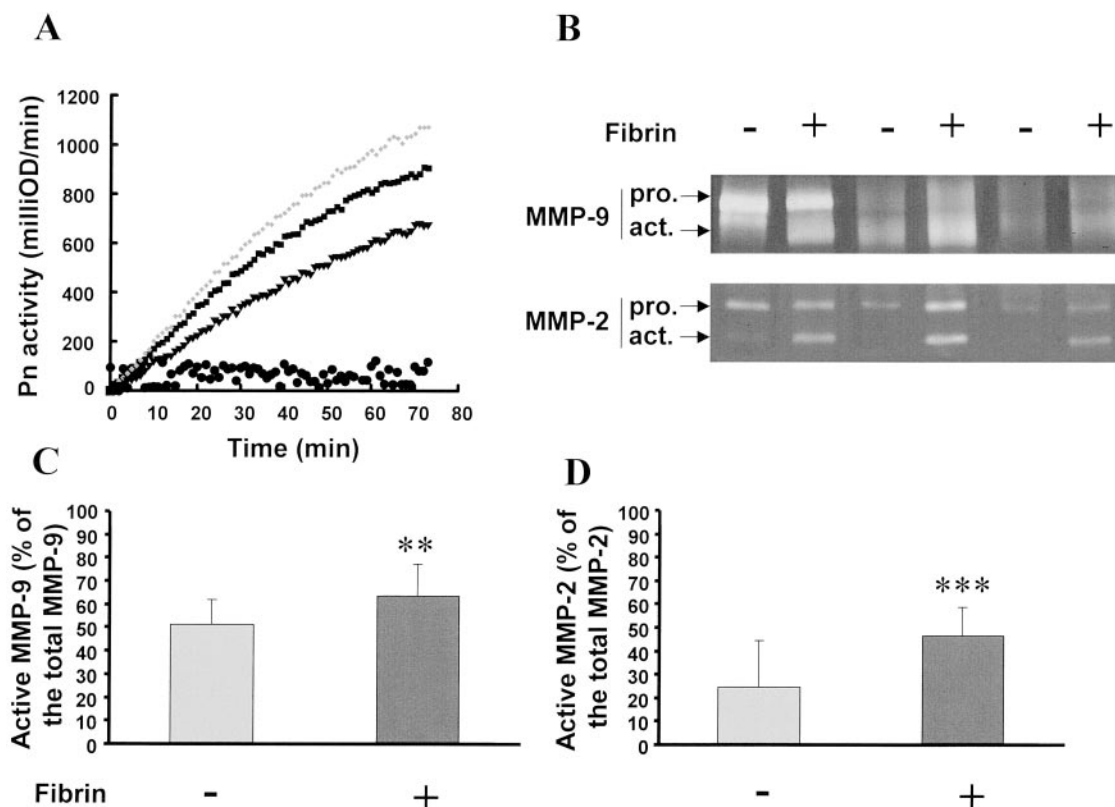 A
Pn activity (milliOD/min)
1200
1000
800
600
400
200
0
0 10 20 30 40 50 60 70 80
Time (min)
B
Fibrin - + - + - +
MMP-9
pro.
act.
MMP-2
pro.
act.
C
Active MMP-9 (% of
the total MMP-9)
100
90
80
70
60
50
40
30
20
10
0
**
Fibrin - +
D
Active MMP-2 (% of
the total MMP-2)
100
90
80
70
60
50
40
30
20
10
0
***
- +